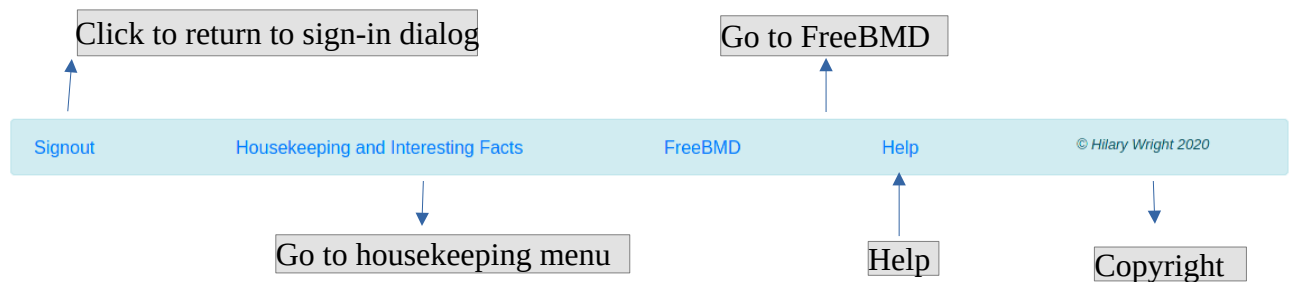 Click to return to sign-in dialog
Go to FreeBMD
Signout
Housekeeping and Interesting Facts
FreeBMD
Help
© Hilary Wright 2020
Go to housekeeping menu
Help
Copyright